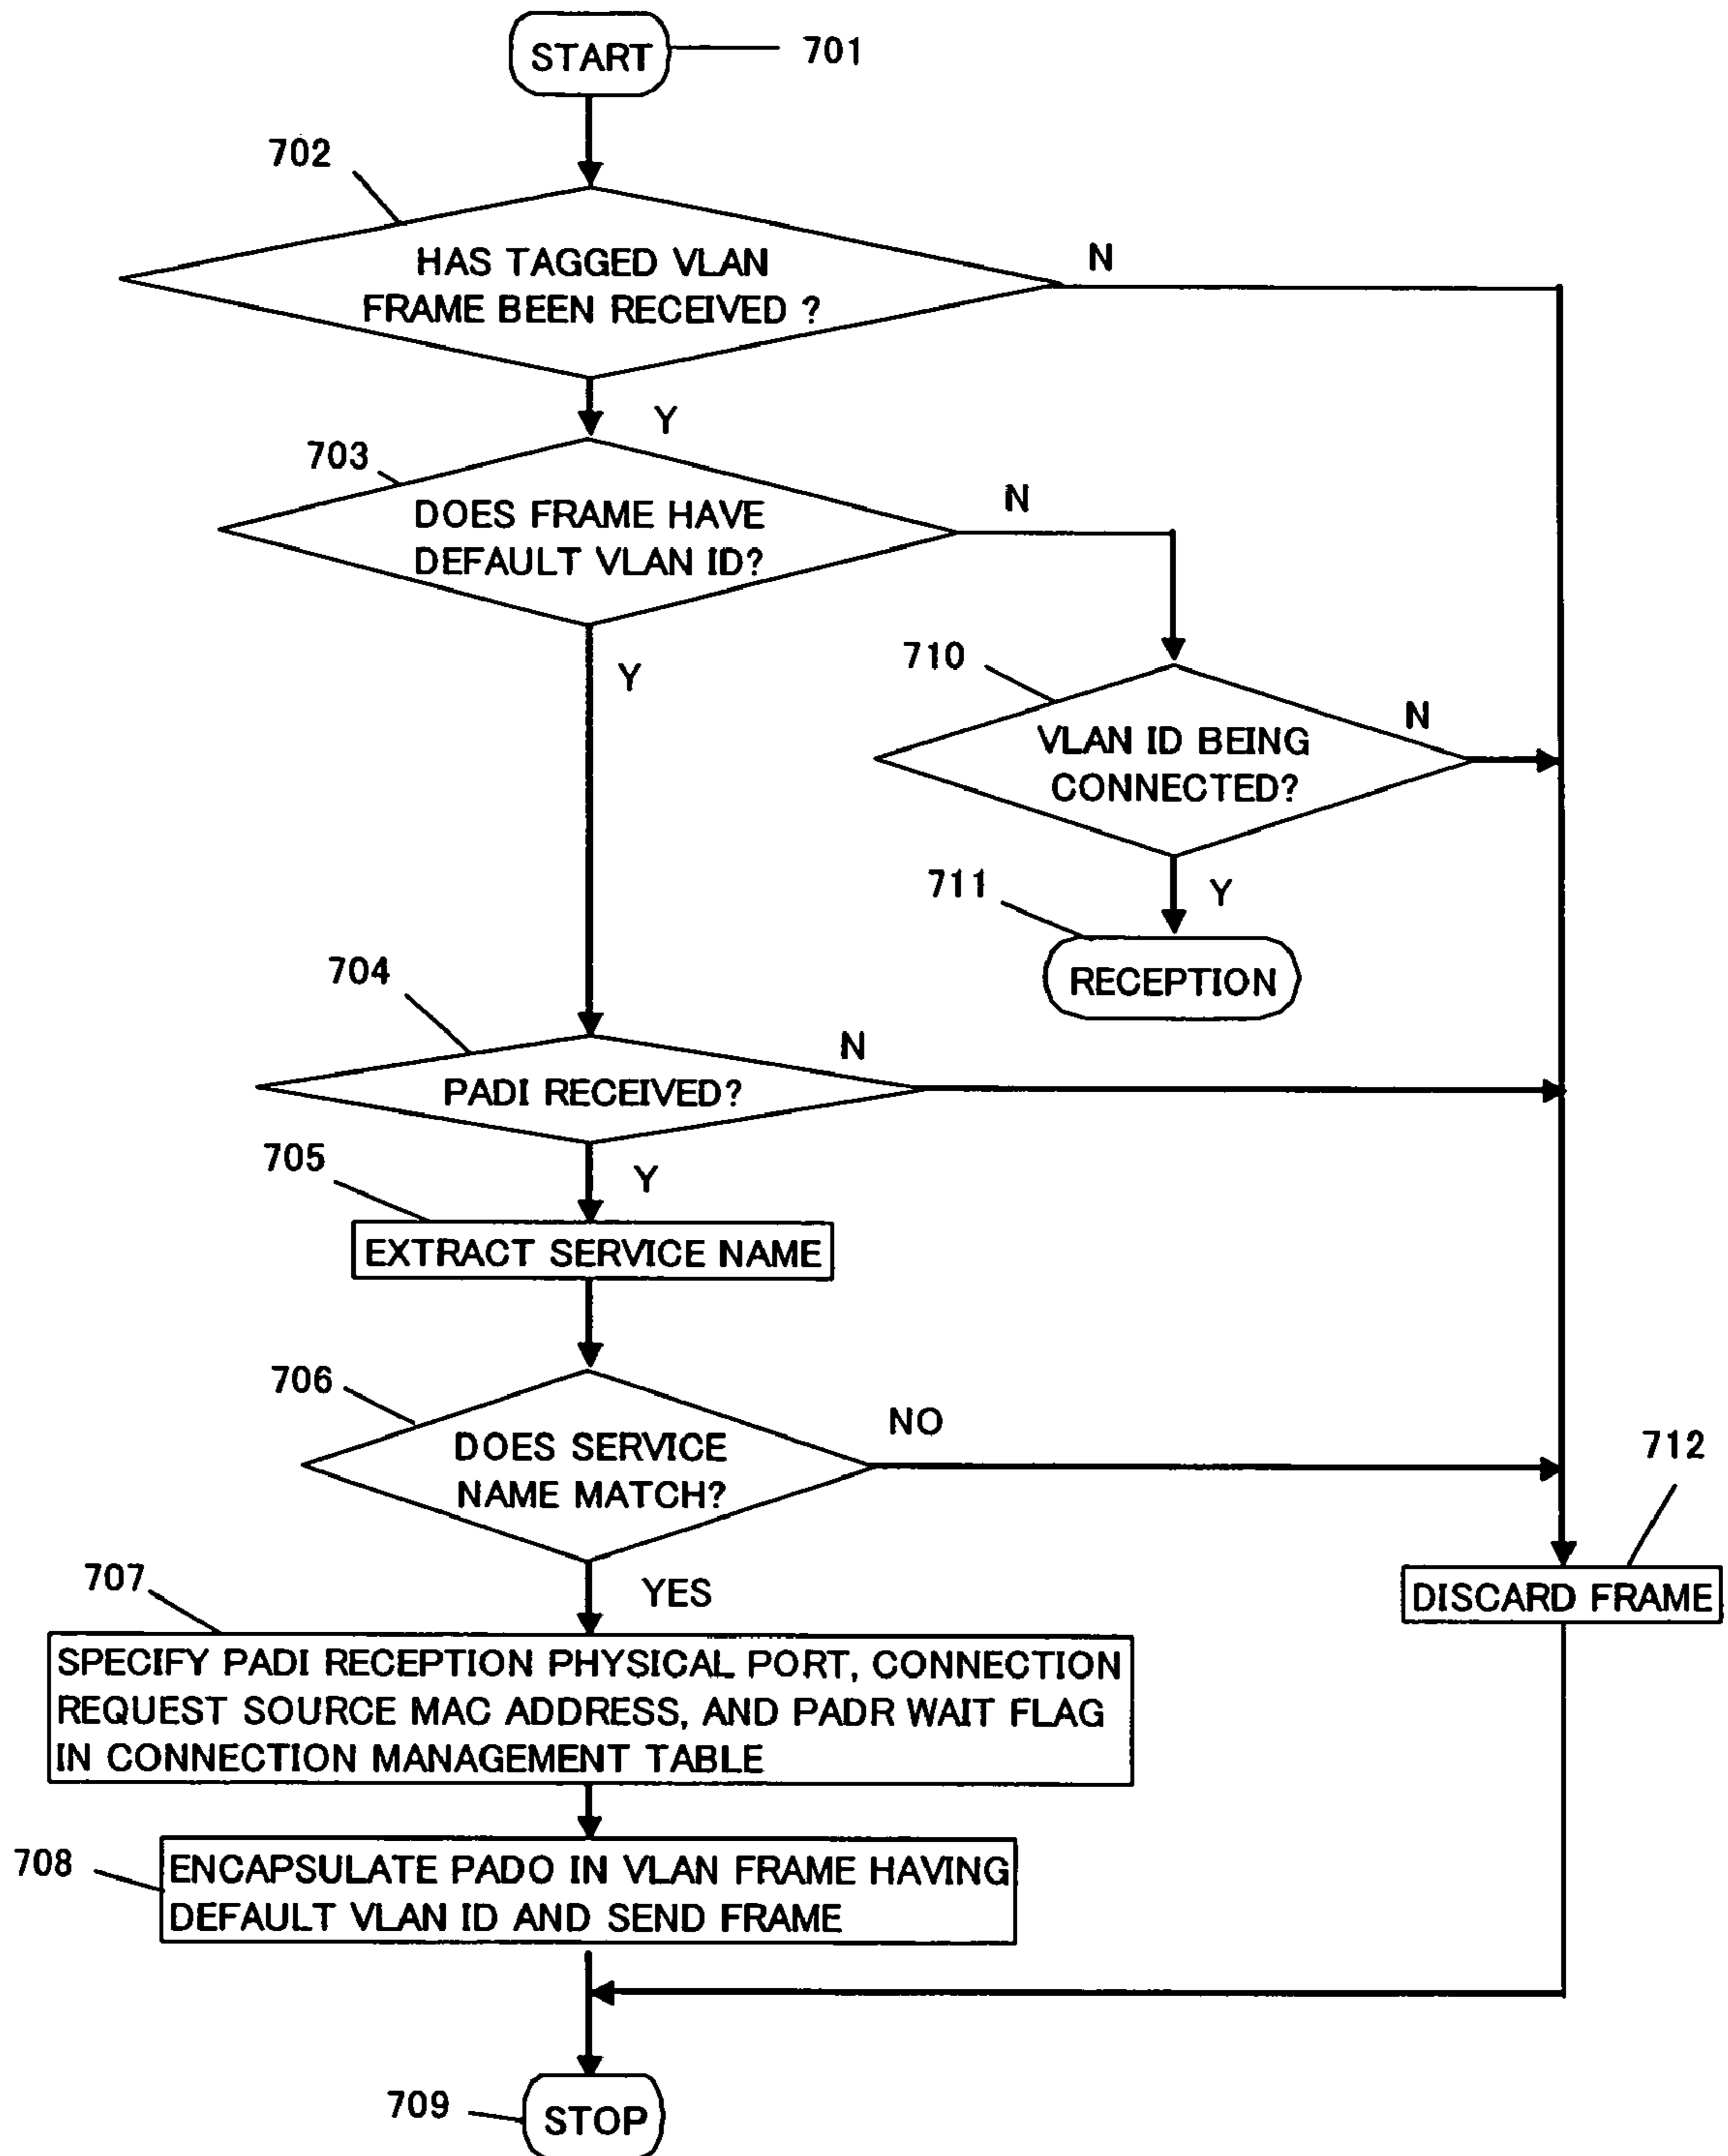 START
701
702
HAS TAGGED VLAN
FRAME BEEN RECEIVED ?
N
Y
703
DOES FRAME HAVE
DEFAULT VLAN ID?
N
Y
710
VLAN ID BEING
CONNECTED?
N
Y
711
RECEPTION
704
PADI RECEIVED?
N
Y
705
EXTRACT SERVICE NAME
706
DOES SERVICE
NAME MATCH?
NO
YES
712
DISCARD FRAME
707
SPECIFY PADI RECEPTION PHYSICAL PORT, CONNECTION
REQUEST SOURCE MAC ADDRESS, AND PADR WAIT FLAG
IN CONNECTION MANAGEMENT TABLE
708
ENCAPSULATE PADO IN VLAN FRAME HAVING
DEFAULT VLAN ID AND SEND FRAME
709
STOP